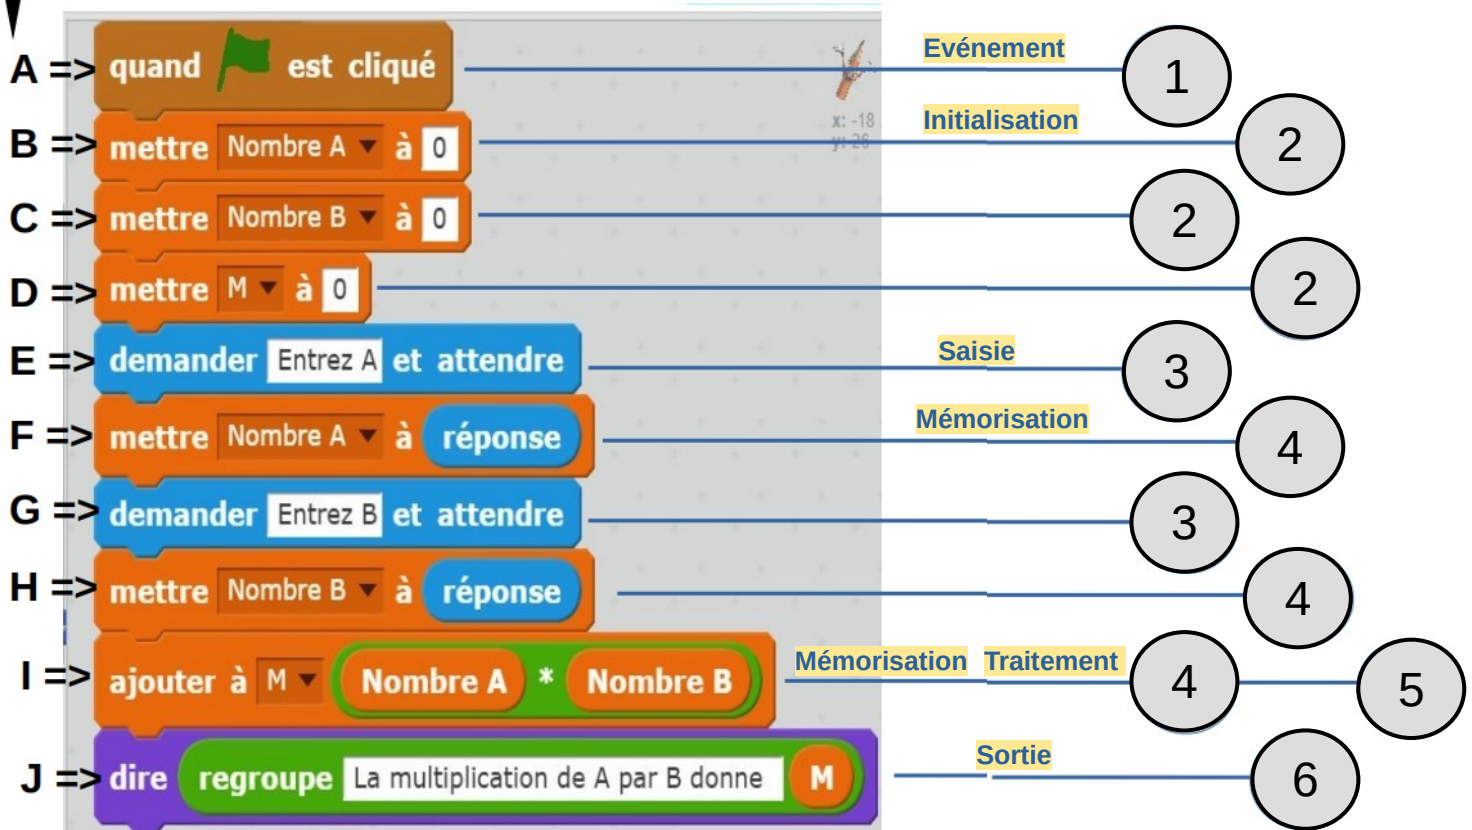 A => quand est cliqué Evénement 1
x: -18
y: 26
B => mettre Nombre A à 0 Initialisation 2
C => mettre Nombre B à 0 2
D => mettre M à 0 2
E => demander Entrez A et attendre Saisie 3
F => mettre Nombre A à réponse Mémorisation 4
G => demander Entrez B et attendre 3
H => mettre Nombre B à réponse 4
I => ajouter à M Nombre A * Nombre B Mémorisation Traitement 4 5
J => dire regroupe La multiplication de A par B donne M Sortie 6